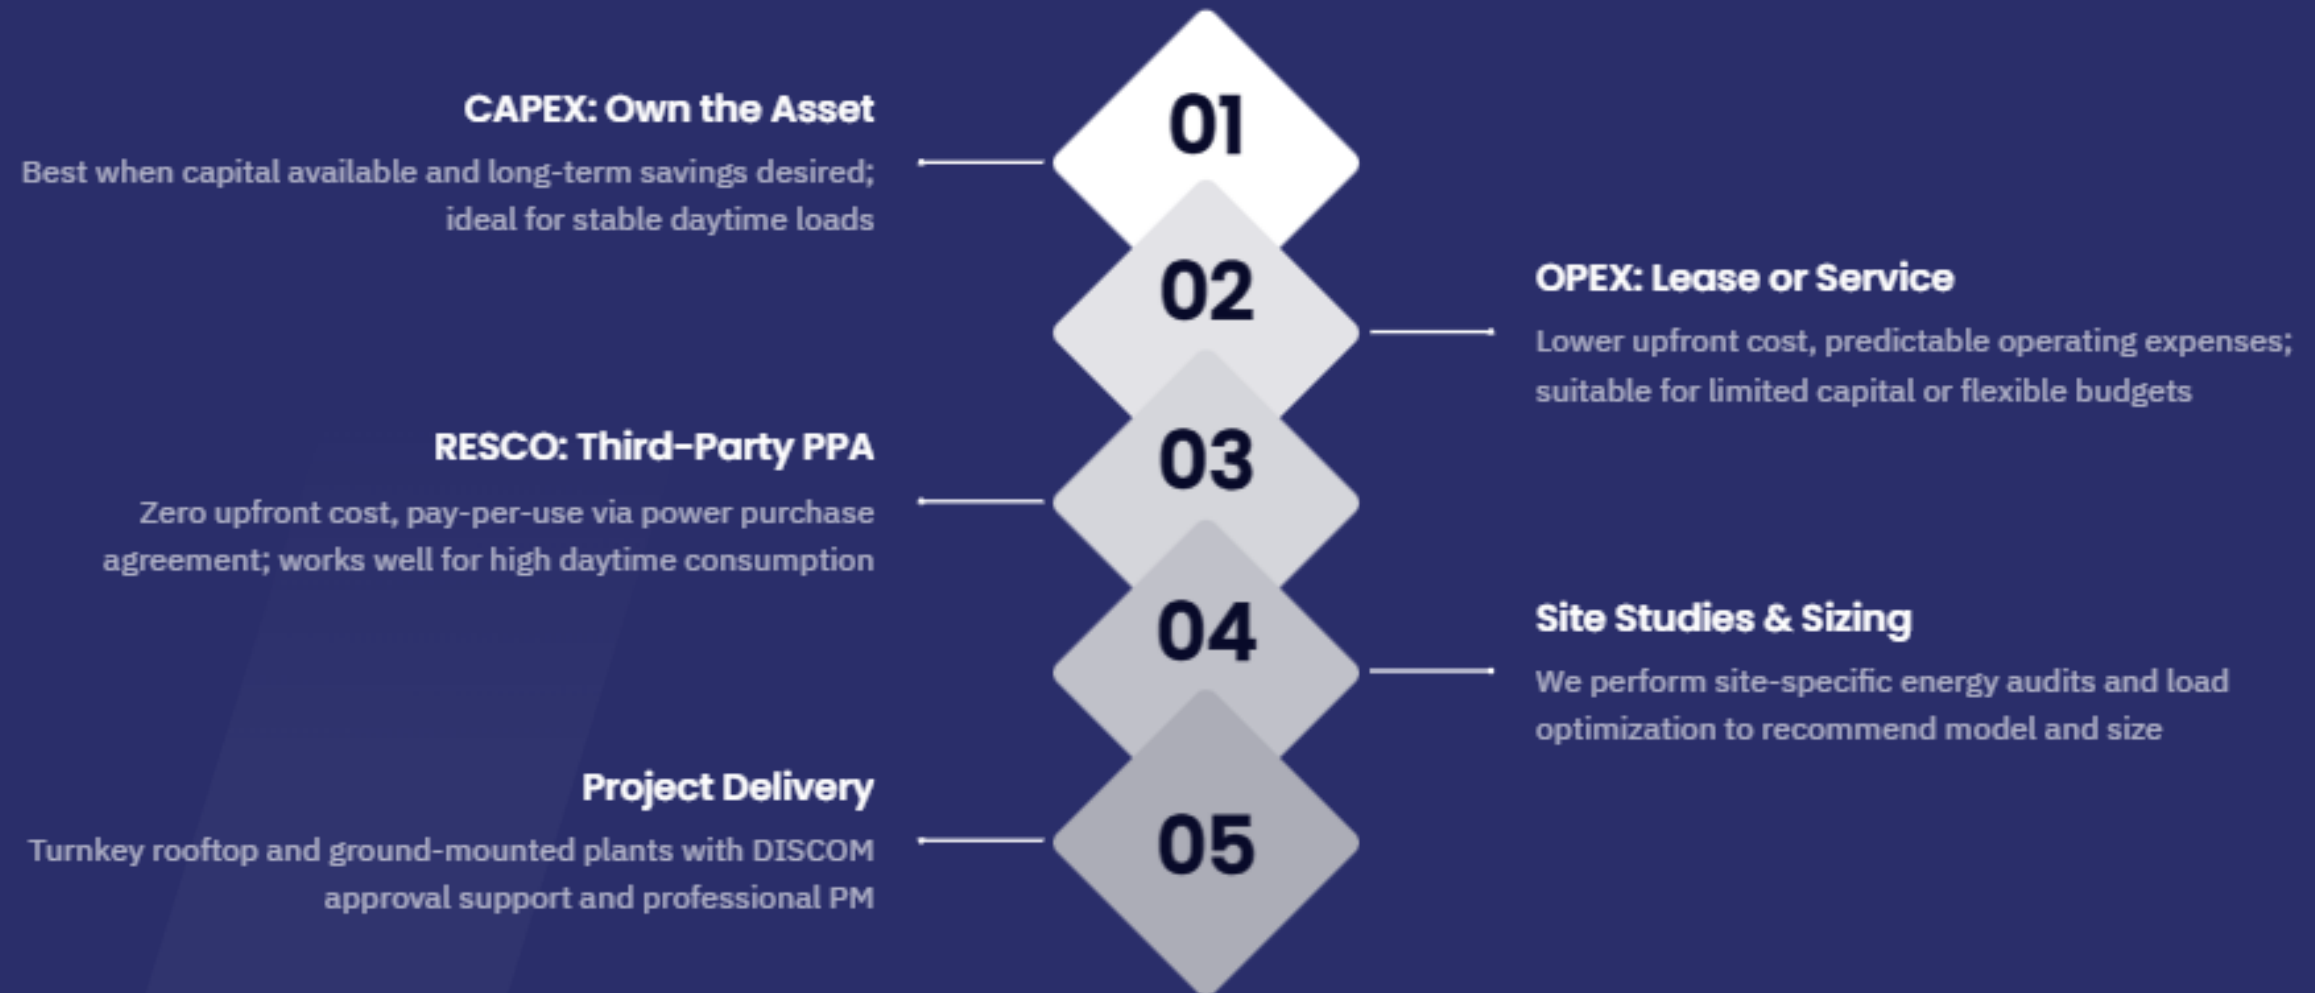 01
CAPEX: Own the Asset
Best when capital available and long-term savings desired;
ideal for stable daytime loads
02
OPEX: Lease or Service
Lower upfront cost, predictable operating expenses;
suitable for limited capital or flexible budgets
03
RESCO: Third-Party PPA
Zero upfront cost, pay-per-use via power purchase
agreement; works well for high daytime consumption
04
Site Studies & Sizing
We perform site-specific energy audits and load
optimization to recommend model and size
05
Project Delivery
Turnkey rooftop and ground-mounted plants with DISCOM
approval support and professional PM